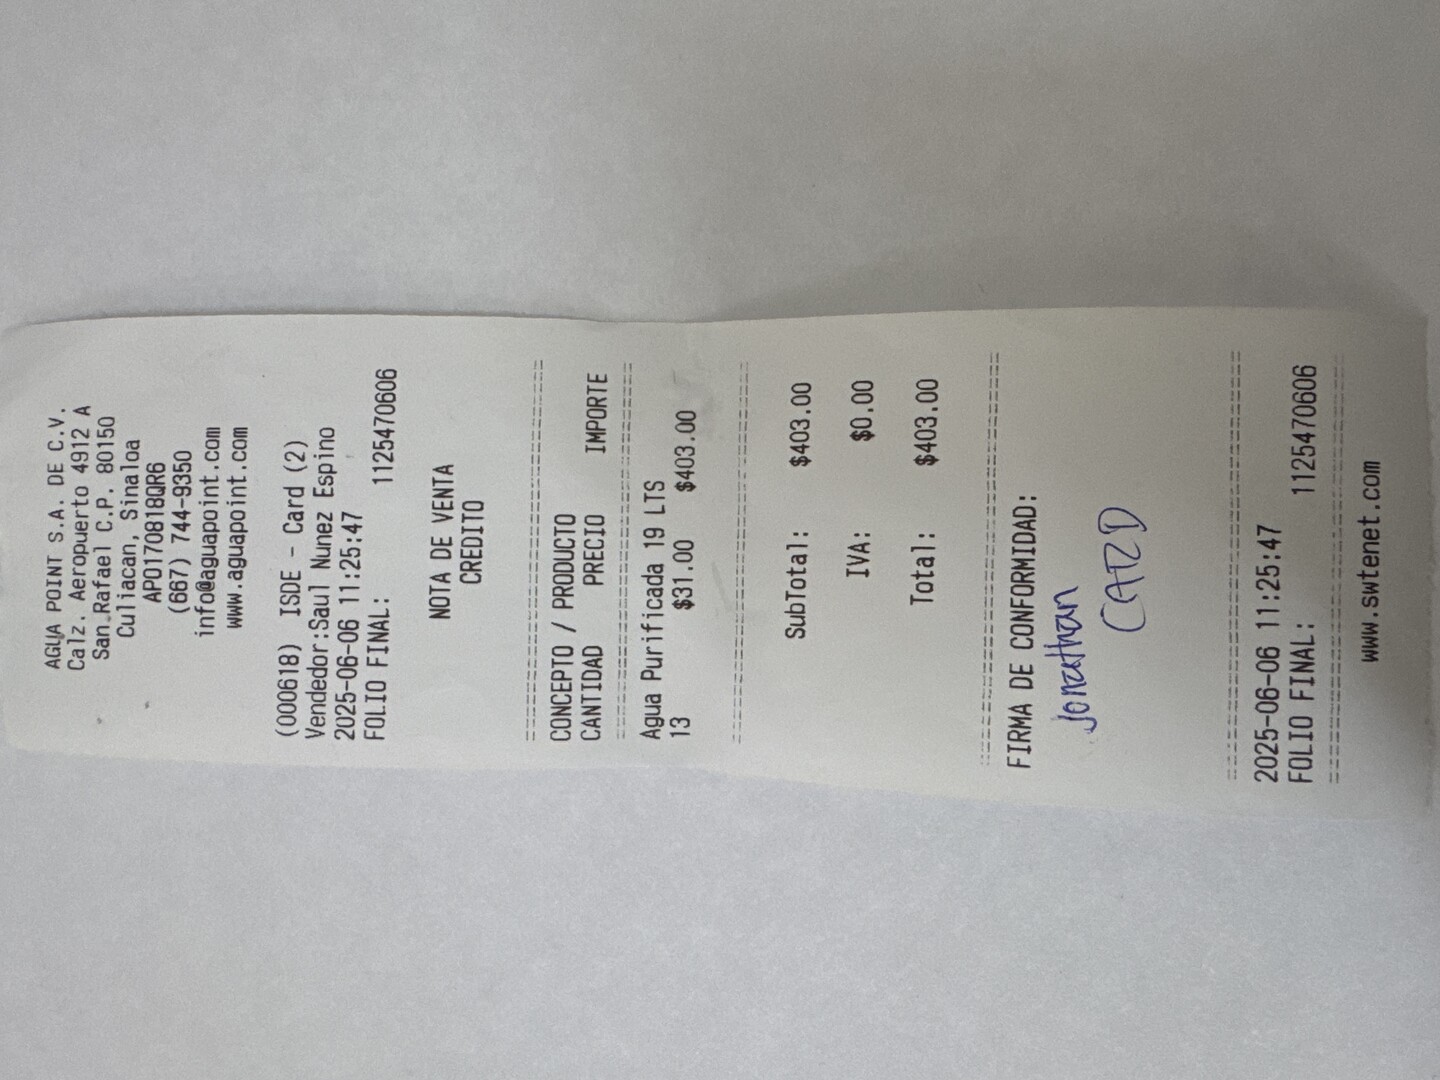 AGUA POINT S.A. DE C.V.
Calz. Aeropuerto 4912 A
San Rafael C.P. 80150
Culiacan, Sinaloa
APO170818QR6
(667) 744-9350
info@aguapoint.com
www.aguapoint.com
(000618) ISDE - Card (2)
Vendedor:Saul Nunez Espino
2025-06-06 11:25:47
FOLIO FINAL: 1125470606
NOTA DE VENTA
CREDITO
================================
CONCEPTO / PRODUCTO
CANTIDAD PRECIO IMPORTE
================================
Agua Purificada 19 LTS
13 $31.00 $403.00
================================
SubTotal: $403.00
IVA: $0.00
Total: $403.00
================================
FIRMA DE CONFORMIDAD:
Jonathan
CARD
================================
2025-06-06 11:25:47
FOLIO FINAL: 1125470606
================================
www.swtenet.com